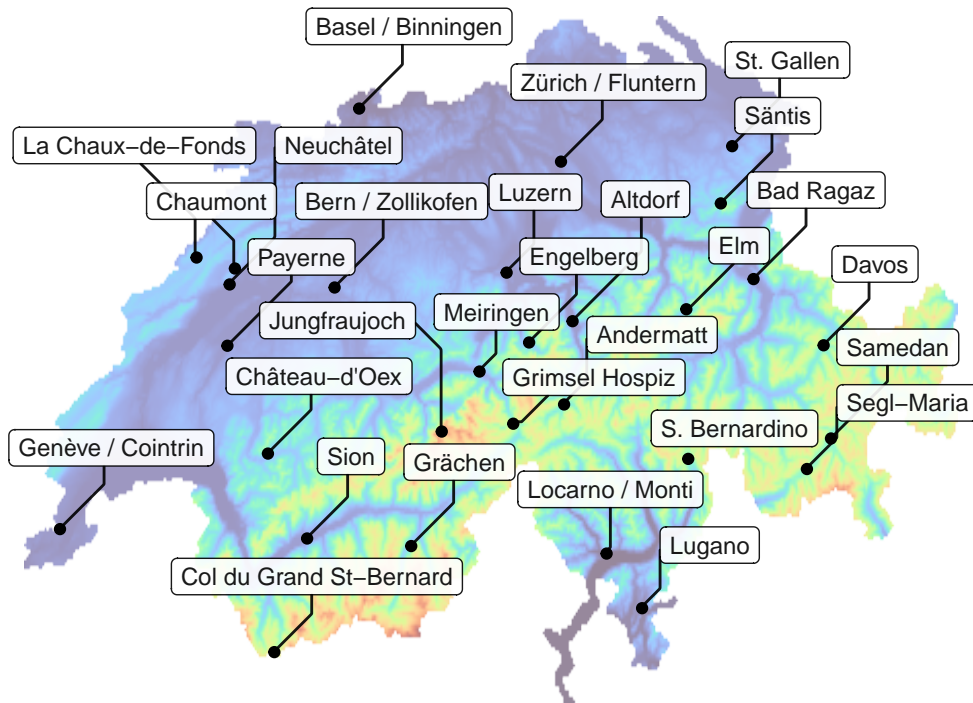 Basel / Binningen
St. Gallen
Zürich / Fluntern
Säntis
La Chaux−de−Fonds
Neuchâtel
Chaumont
Bern / Zollikofen
Luzern
Altdorf
Bad Ragaz
Payerne
Engelberg
Elm
Davos
Jungfraujoch
Meiringen
Andermatt
Samedan
Château−d'Oex
Grimsel Hospiz
Segl−Maria
Genève / Cointrin
Sion
Grächen
S. Bernardino
Locarno / Monti
Lugano
Col du Grand St−Bernard